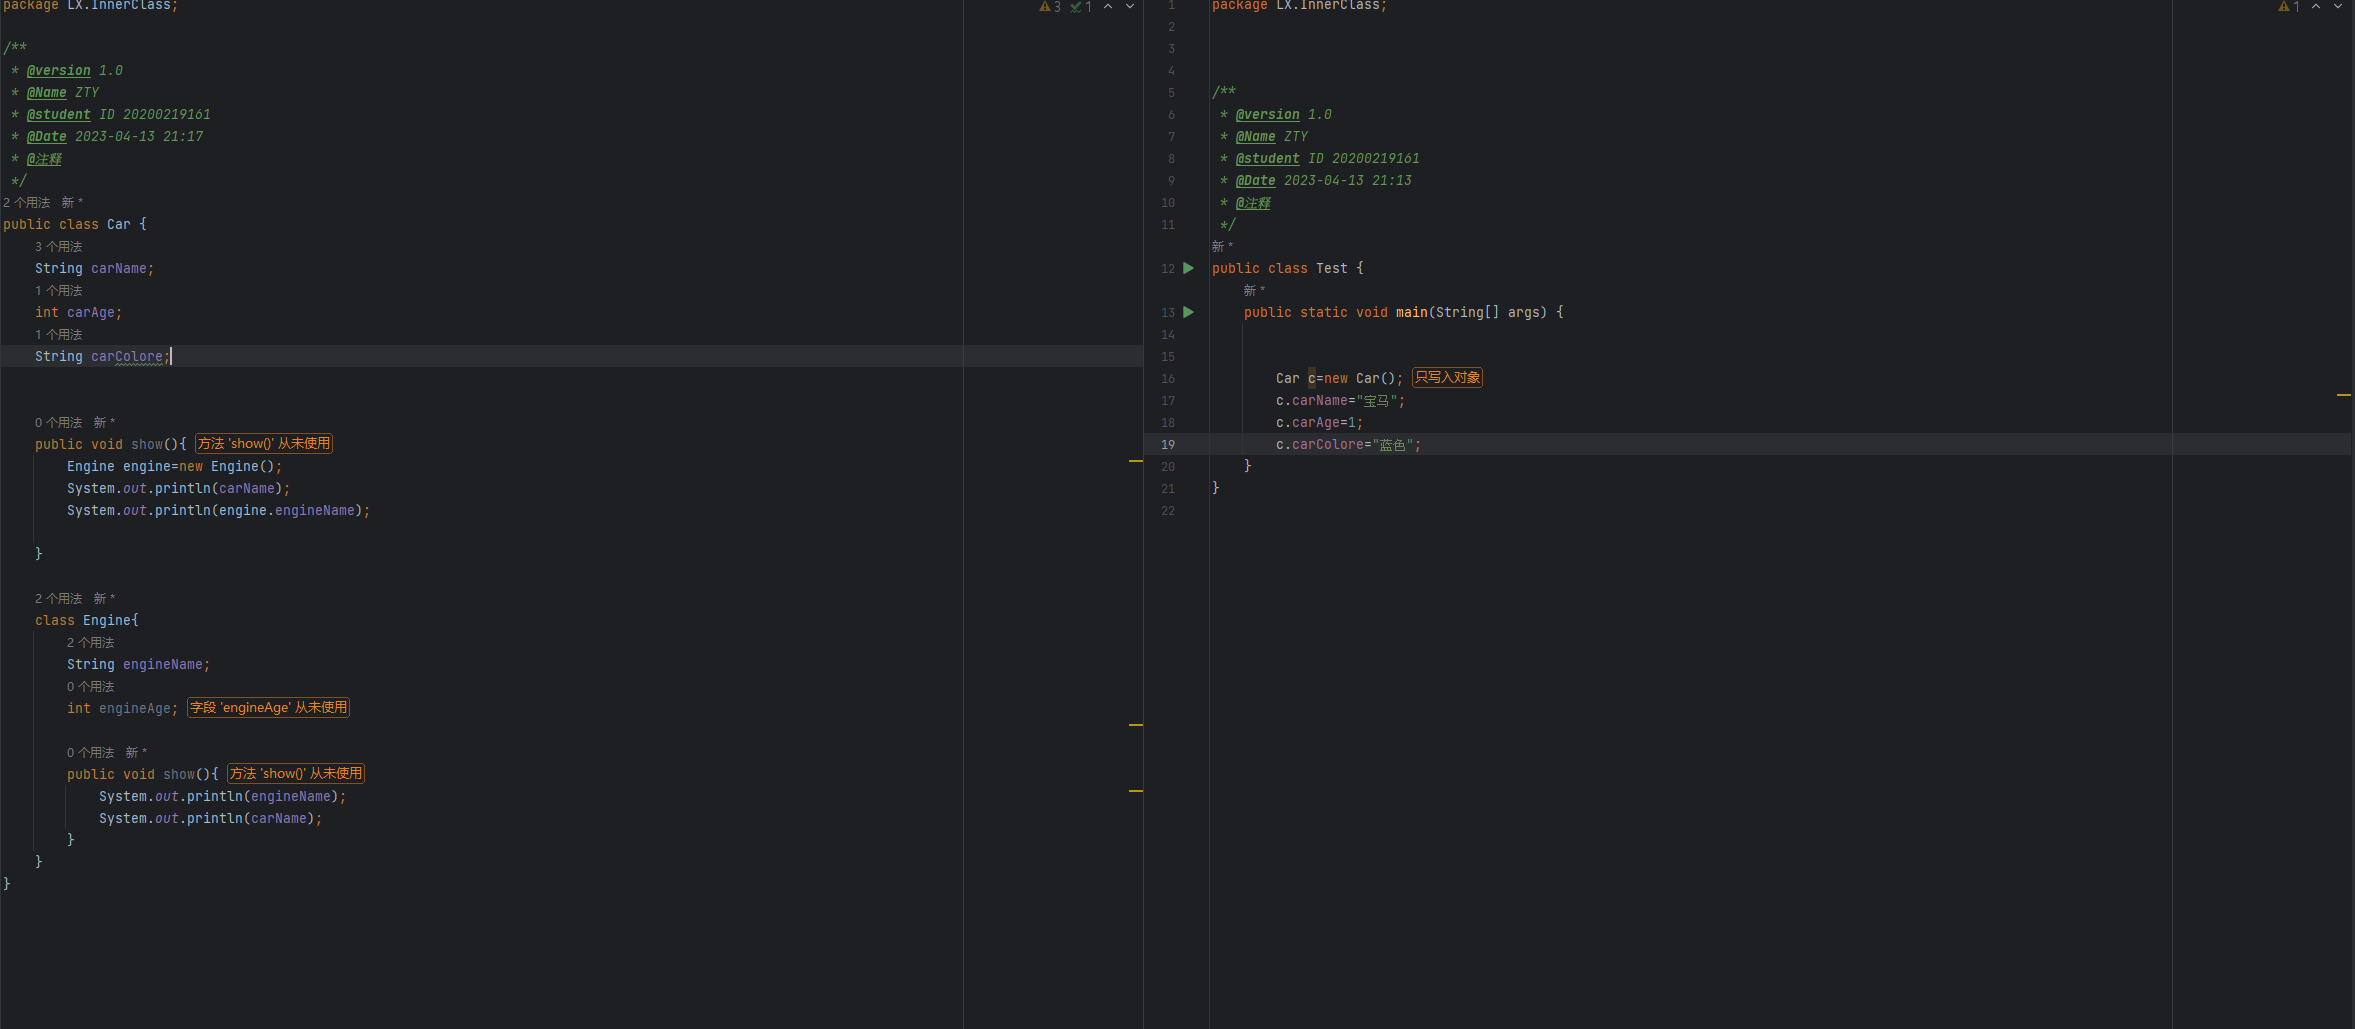 package LX.InnerClass;
3 1
/**
* @version 1.0
* @Name ZTY
* @student ID 20200219161
* @Date 2023-04-13 21:17
* @注释
*/
2 个用法 新 *
public class Car {
3 个用法
String carName;
1 个用法
int carAge;
1 个用法
String carColore;
0 个用法 新 *
public void show(){ 方法 'show()' 从未使用
Engine engine=new Engine();
System.out.println(carName);
System.out.println(engine.engineName);
}
2 个用法 新 *
class Engine{
2 个用法
String engineName;
0 个用法
int engineAge; 字段 'engineAge' 从未使用
0 个用法 新 *
public void show(){ 方法 'show()' 从未使用
System.out.println(engineName);
System.out.println(carName);
}
}
}
1 package LX.InnerClass;
1
2
3
4
5 /**
6 * @version 1.0
7 * @Name ZTY
8 * @student ID 20200219161
9 * @Date 2023-04-13 21:13
10 * @注释
11 */
新 *
12 public class Test {
新 *
13 public static void main(String[] args) {
14
15
16 Car c=new Car(); 只写入对象
17 c.carName="宝马";
18 c.carAge=1;
19 c.carColore="蓝色";
20 }
21 }
22